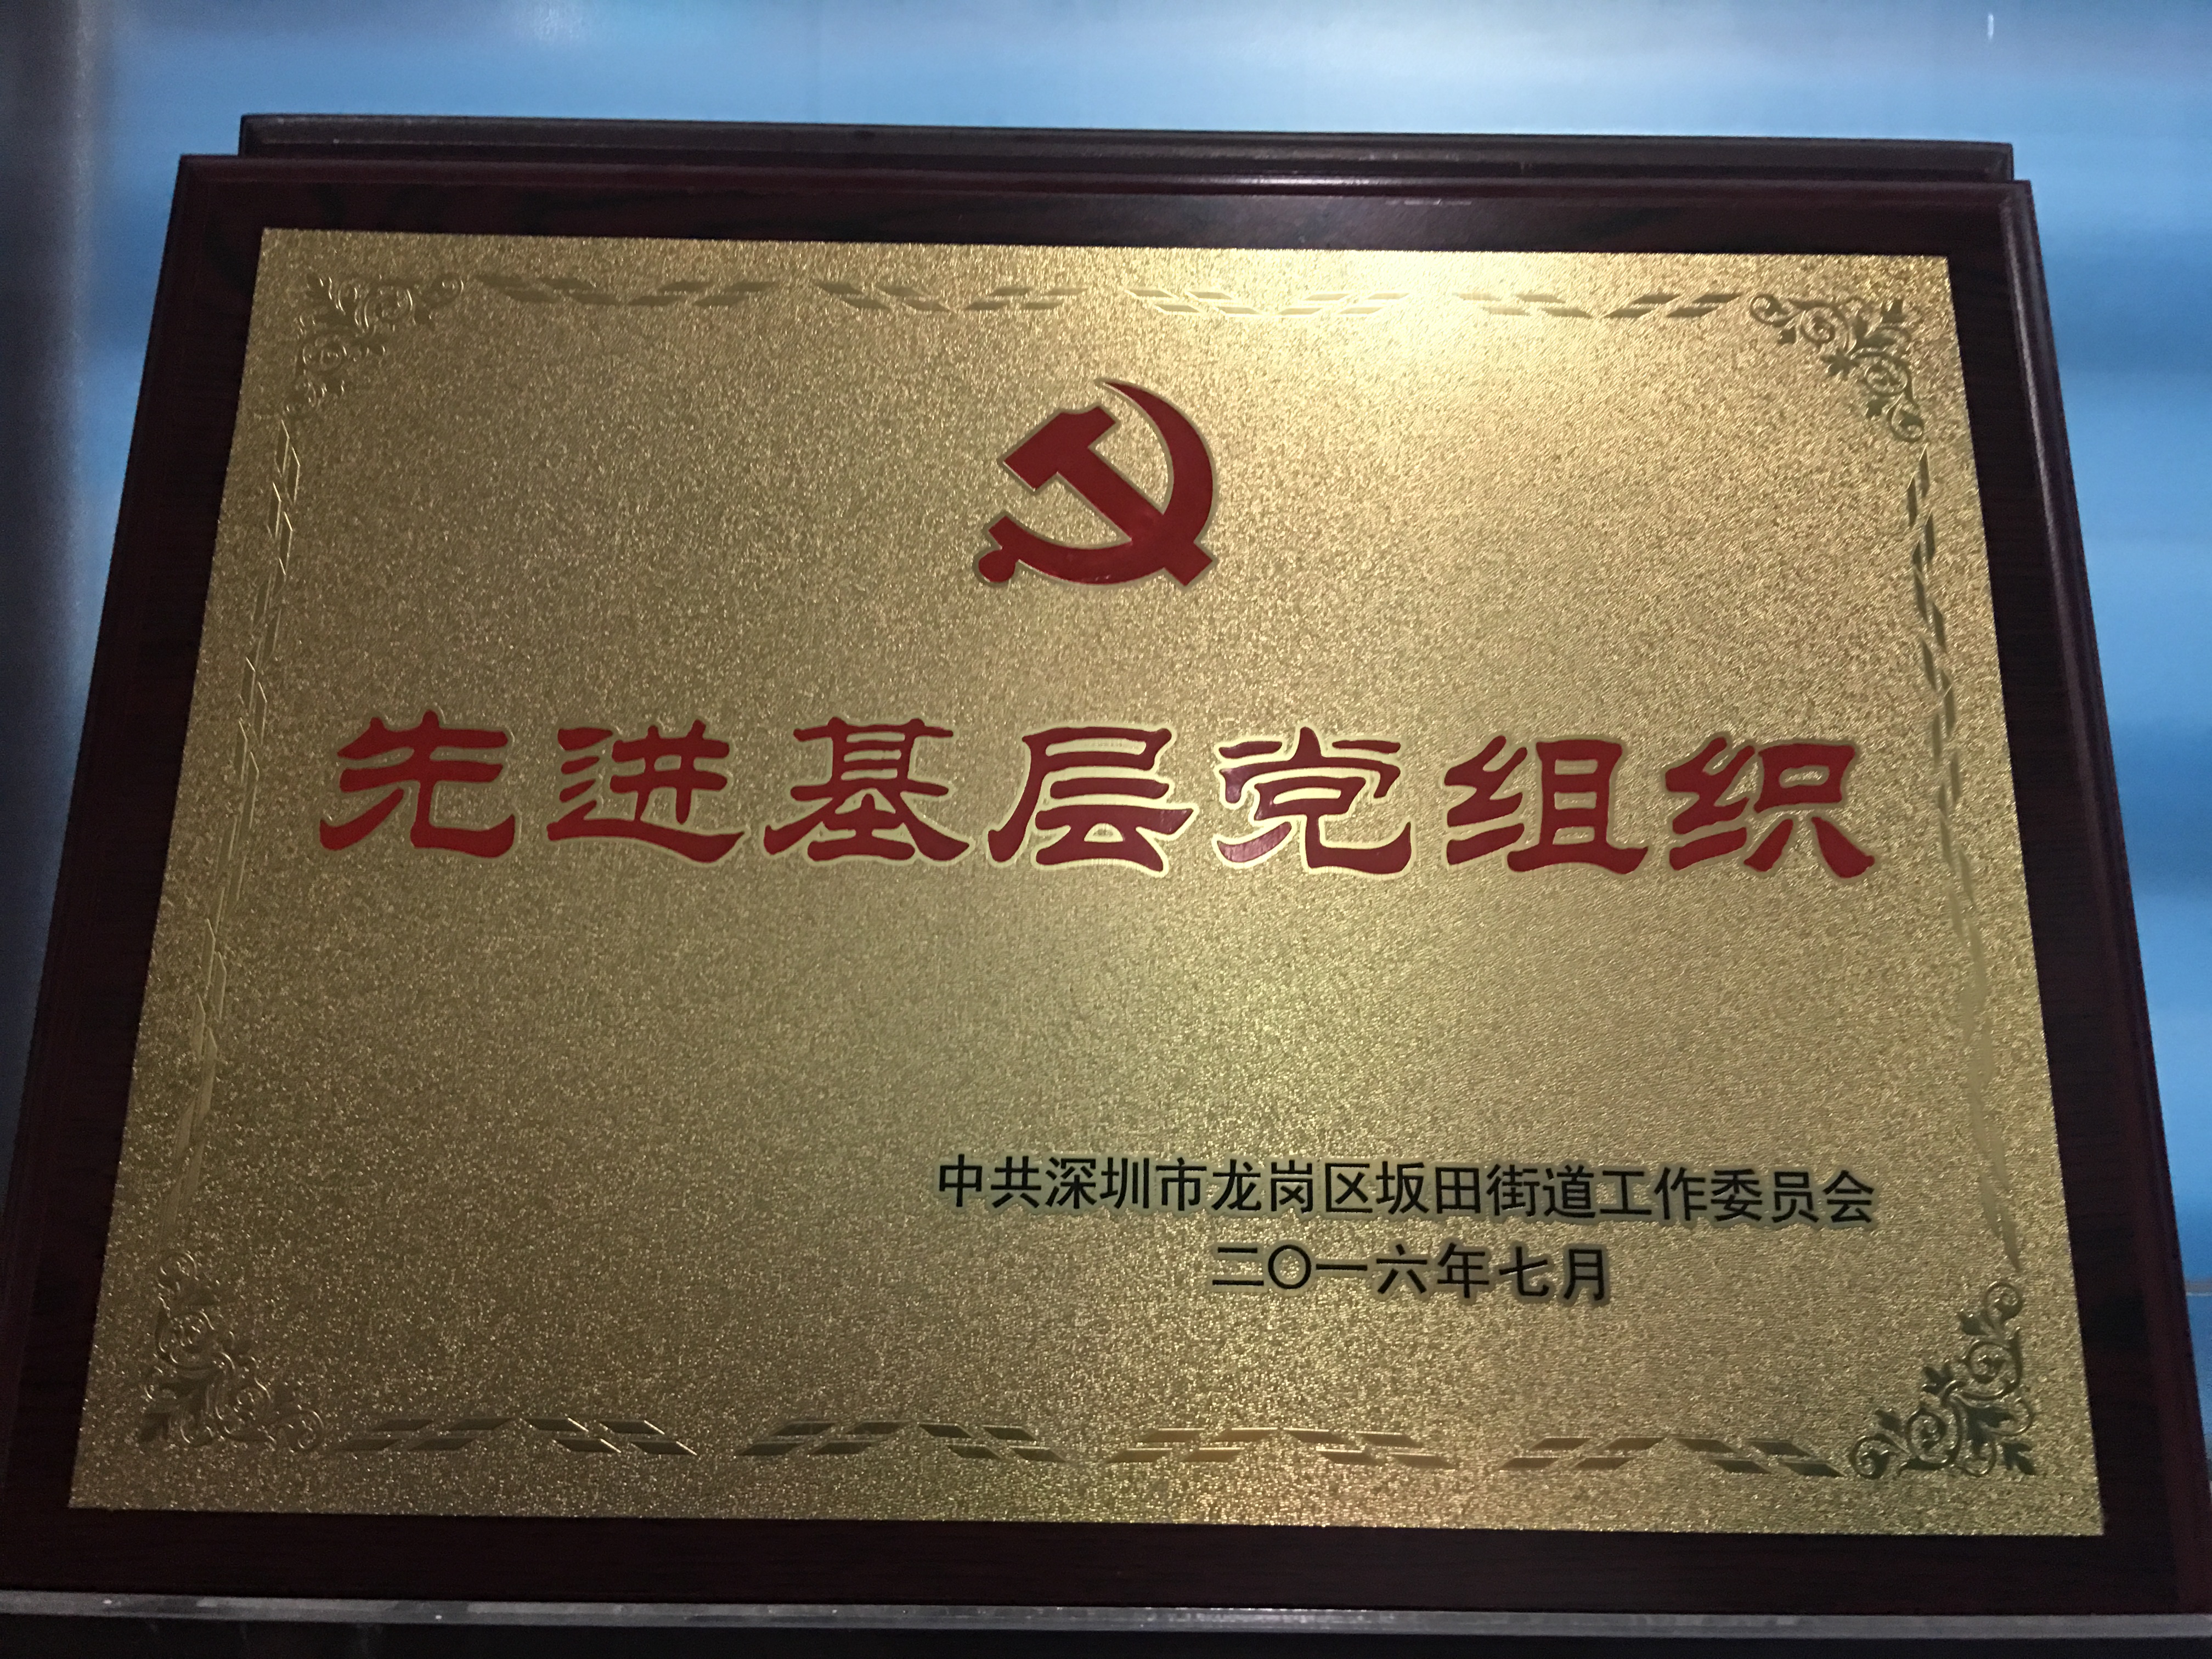 先进基层党组织
中共深圳市龙岗区坂田街道工作委员会
二〇一六年七月